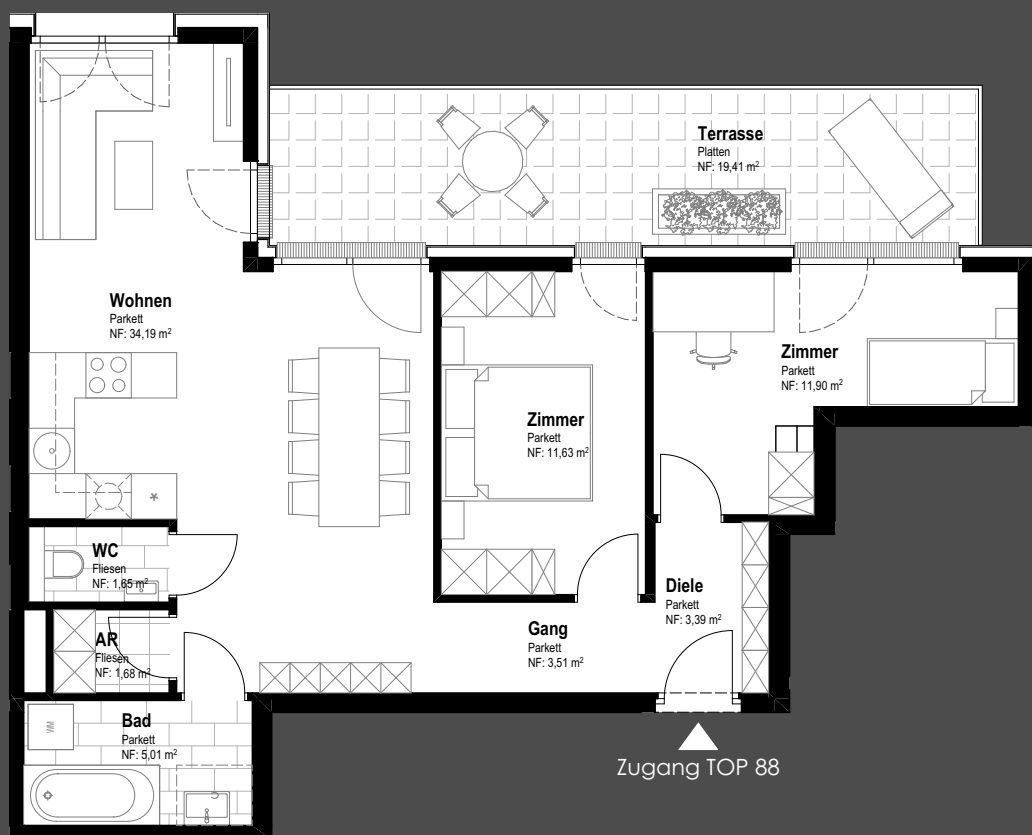 Terrasse
Platten
NF: 19,41 m²
Wohnen
Parkett
NF: 34,19 m²
Zimmer
Parkett
NF: 11,90 m²
Zimmer
Parkett
NF: 11,63 m²
WC
Fliesen
NF: 1,65 m²
Diele
Parkett
NF: 3,39 m²
Gang
Parkett
NF: 3,51 m²
AR
Fliesen
NF: 1,68 m²
Bad
Parkett
NF: 5,01 m²
WM
Zugang TOP 88